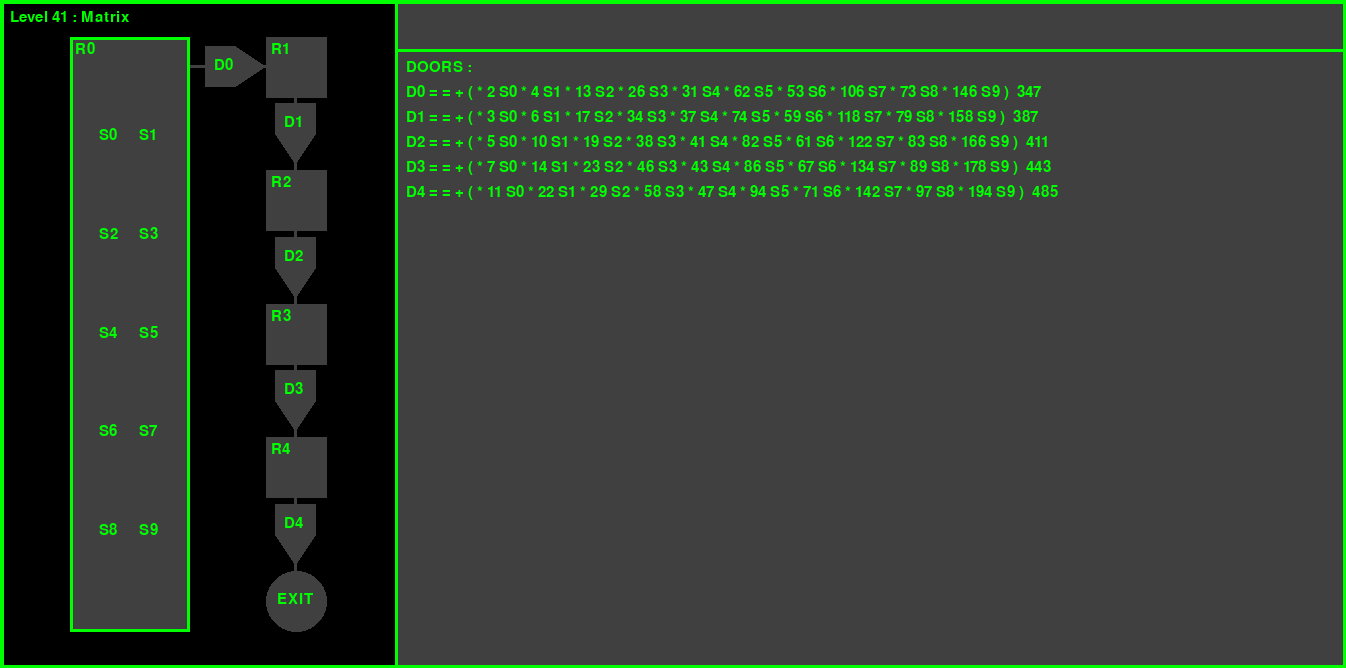 Level 41 : Matrix
R0
D0
R1
S0 S1
D1
R2
S2 S3
D2
R3
S4 S5
D3
S6 S7
R4
D4
S8 S9
EXIT
DOORS :
D0 = = + ( * 2 S0 * 4 S1 * 13 S2 * 26 S3 * 31 S4 * 62 S5 * 53 S6 * 106 S7 * 73 S8 * 146 S9 ) 347
D1 = = + ( * 3 S0 * 6 S1 * 17 S2 * 34 S3 * 37 S4 * 74 S5 * 59 S6 * 118 S7 * 79 S8 * 158 S9 ) 387
D2 = = + ( * 5 S0 * 10 S1 * 19 S2 * 38 S3 * 41 S4 * 82 S5 * 61 S6 * 122 S7 * 83 S8 * 166 S9 ) 411
D3 = = + ( * 7 S0 * 14 S1 * 23 S2 * 46 S3 * 43 S4 * 86 S5 * 67 S6 * 134 S7 * 89 S8 * 178 S9 ) 443
D4 = = + ( * 11 S0 * 22 S1 * 29 S2 * 58 S3 * 47 S4 * 94 S5 * 71 S6 * 142 S7 * 97 S8 * 194 S9 ) 485